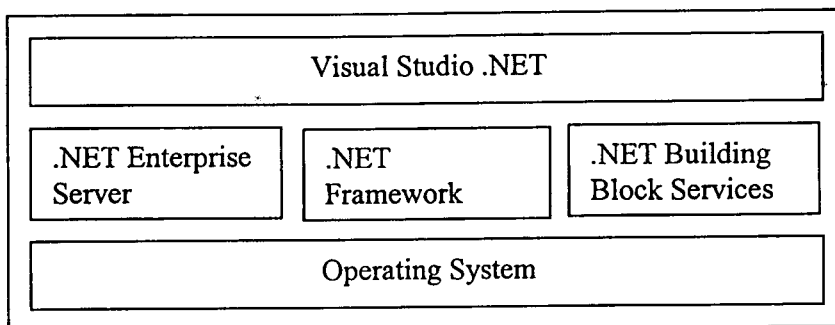 Visual Studio .NET
.NET Enterprise
Server
.NET
Framework
.NET Building
Block Services
Operating System